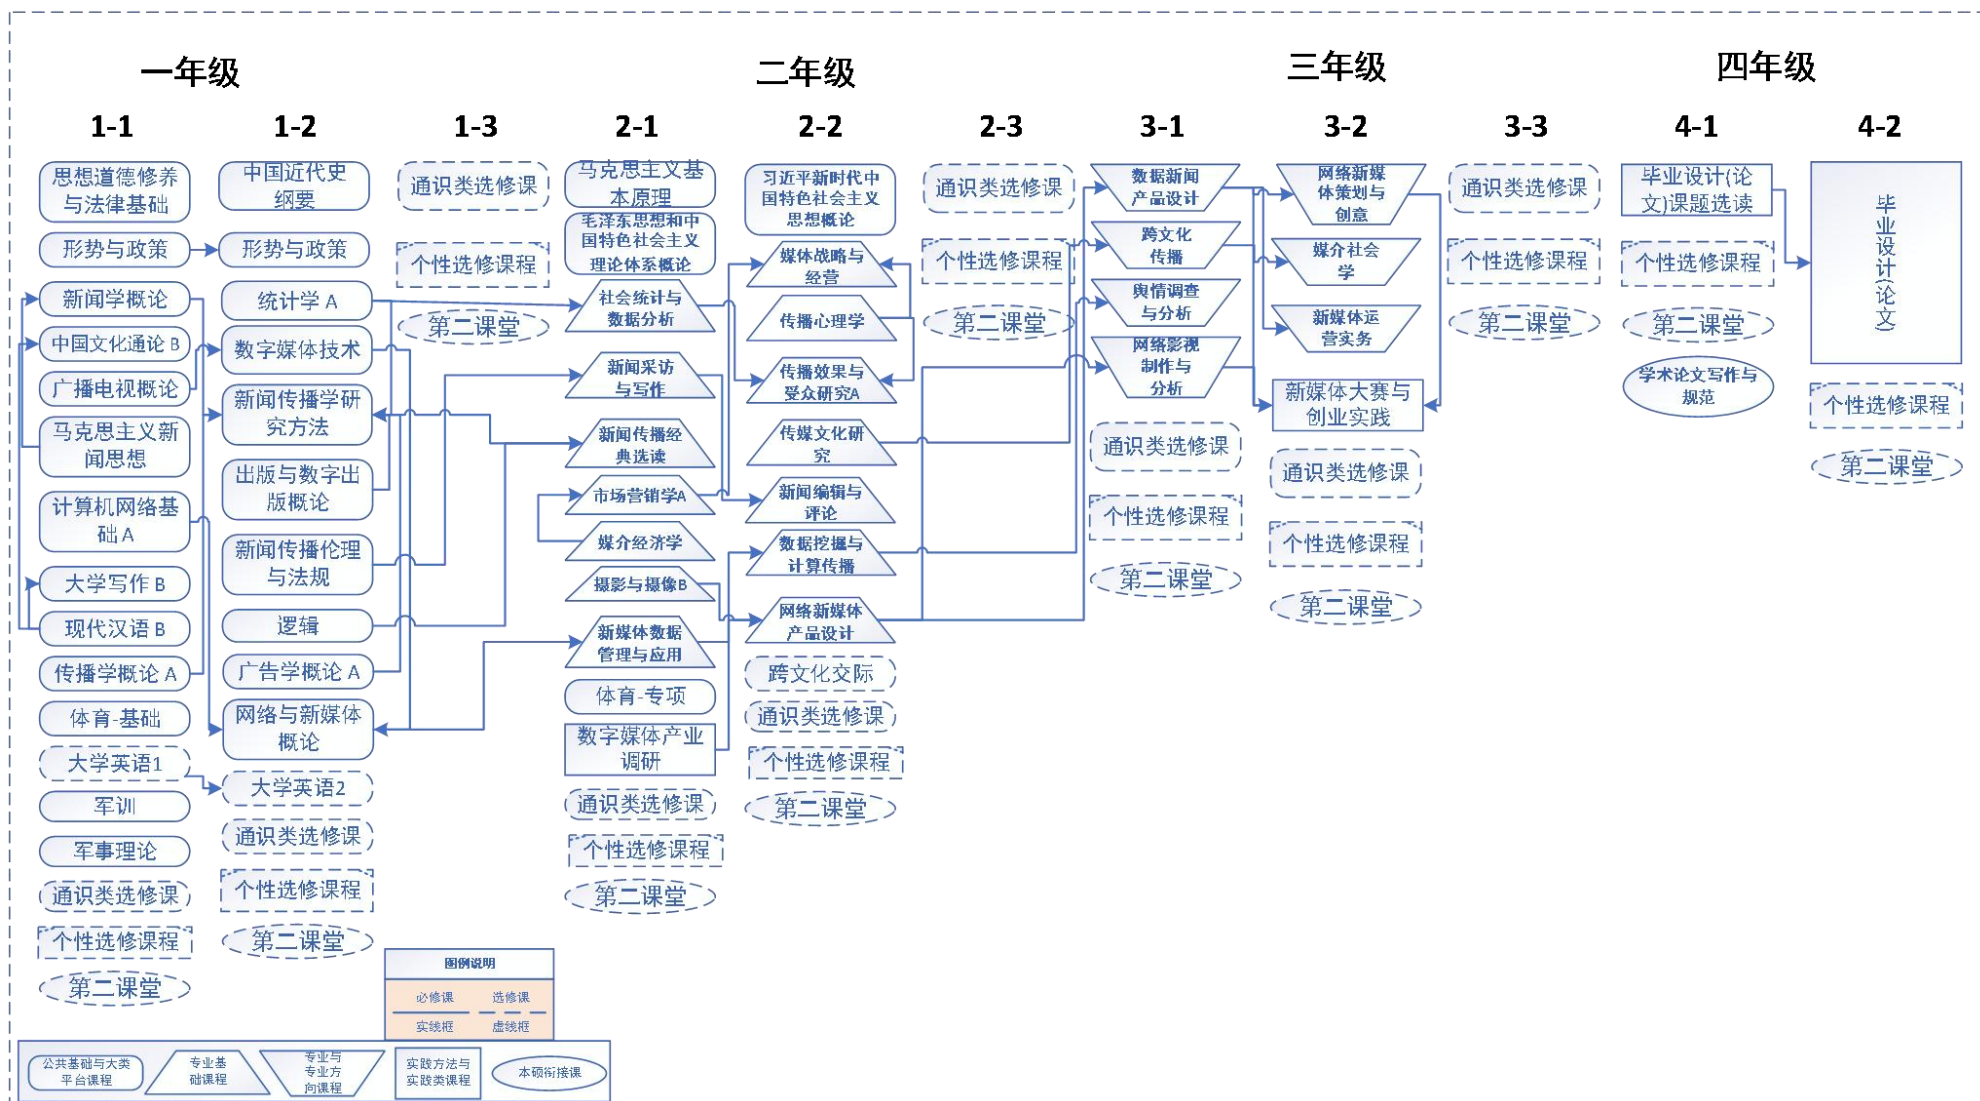 一年级
二年级
三年级
四年级
1-1
1-2
1-3
2-1
2-2
2-3
3-1
3-2
3-3
4-1
4-2
思想道德修养
与法律基础
形势与政策
新闻学概论
中国文化通论 B
广播电视概论
马克思主义新
闻思想
计算机网络基
础 A
大学写作 B
现代汉语 B
传播学概论 A
体育-基础
大学英语1
军训
军事理论
通识类选修课
个性选修课程
第二课堂
中国近代史
纲要
形势与政策
统计学 A
数字媒体技术
新闻传播学研
究方法
出版与数字出
版概论
新闻传播伦理
与法规
逻辑
广告学概论 A
网络与新媒体
概论
大学英语2
通识类选修课
个性选修课程
第二课堂
通识类选修课
个性选修课程
第二课堂
马克思主义基
本原理
毛泽东思想和中
国特色社会主义
理论体系概论
社会统计与
数据分析
新闻采访
与写作
新闻传播经
典选读
市场营销学A
媒介经济学
摄影与摄像B
新媒体数据
管理与应用
体育-专项
数字媒体产业
调研
通识类选修课
个性选修课程
第二课堂
习近平新时代中
国特色社会主义
思想概论
媒体战略与
经营
传播心理学
传播效果与
受众研究A
传媒文化研
究
新闻编辑与
评论
数据挖掘与
计算传播
网络新媒体
产品设计
跨文化交际
通识类选修课
个性选修课程
第二课堂
通识类选修课
个性选修课程
第二课堂
数据新闻
产品设计
跨文化
传播
舆情调查
与分析
网络影视
制作与
分析
通识类选修课
个性选修课程
第二课堂
网络新媒
体策划与
创意
媒介社会
学
新媒体运
营实务
新媒体大赛与
创业实践
通识类选修课
个性选修课程
第二课堂
通识类选修课
个性选修课程
第二课堂
毕业设计(论
文)课题选读
个性选修课程
第二课堂
学术论文写作与
规范
毕业设计(论文)
个性选修课程
第二课堂
图例说明
必修课
选修课
实线框
虚线框
公共基础与大类
平台课程
专业基
础课程
专业与
专业方
向课程
实践方法与
实践类课程
本硕衔接课